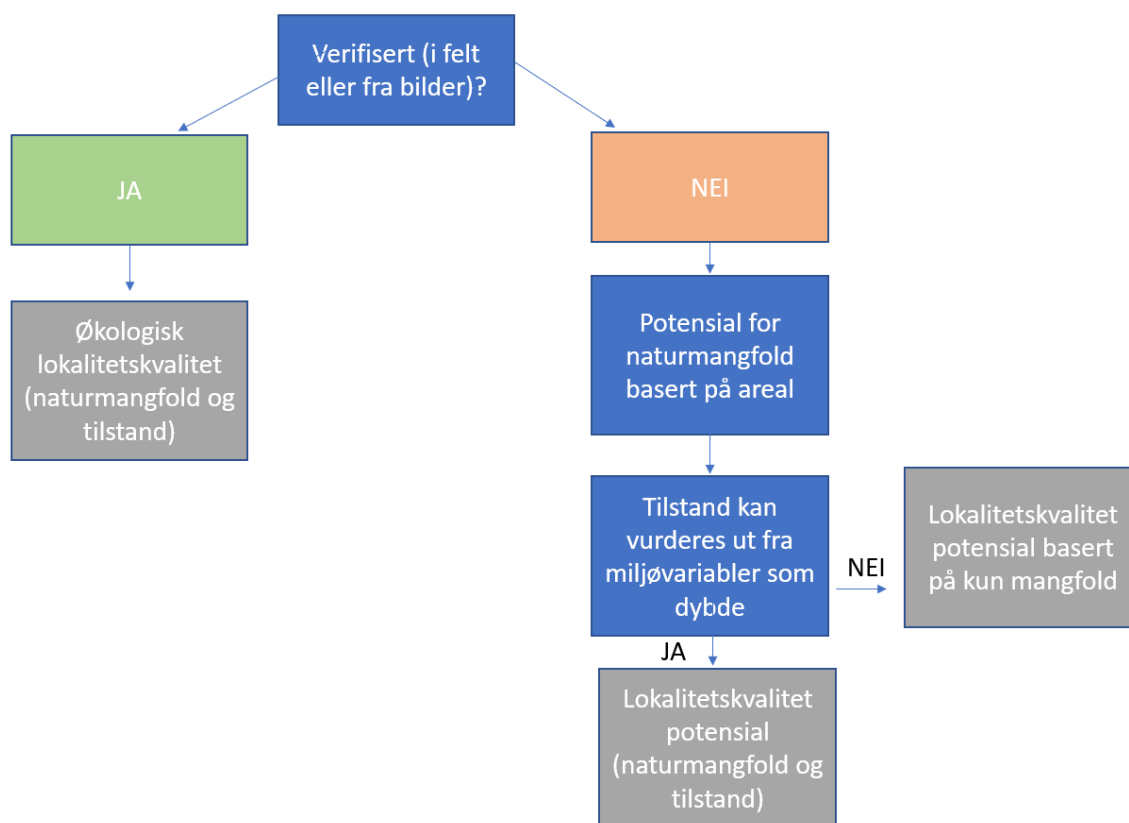 Verifisert (i felt
eller fra bilder)?
JA
NEI
Økologisk
lokalitetskvalitet
(naturmangfold og
tilstand)
Potensial for
naturmangfold
basert på areal
Tilstand kan
vurderes ut fra
miljøvariabler som
dybde
NEI
Lokalitetskvalitet
potensial basert
på kun mangfold
JA
Lokalitetskvalitet
potensial
(naturmangfold og
tilstand)